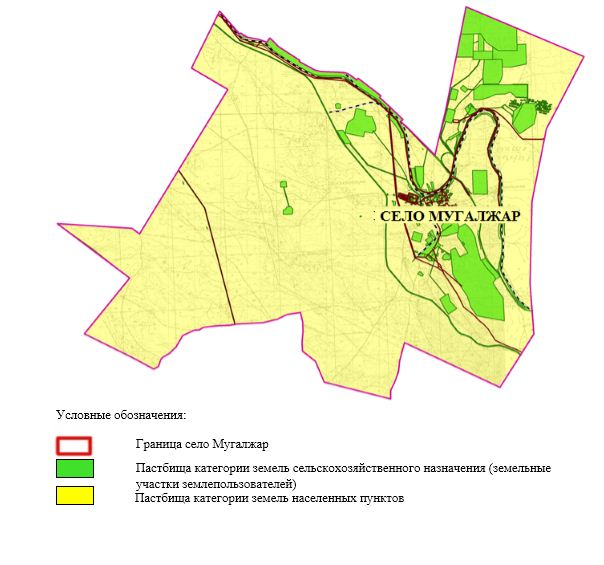 СЕЛО МУГАЛЖАР
Условные обозначения:
Граница село Мугалжар
Пастбища категории земель сельскохозяйственного назначения (земельные
участки землепользователей)
Пастбища категории земель населенных пунктов